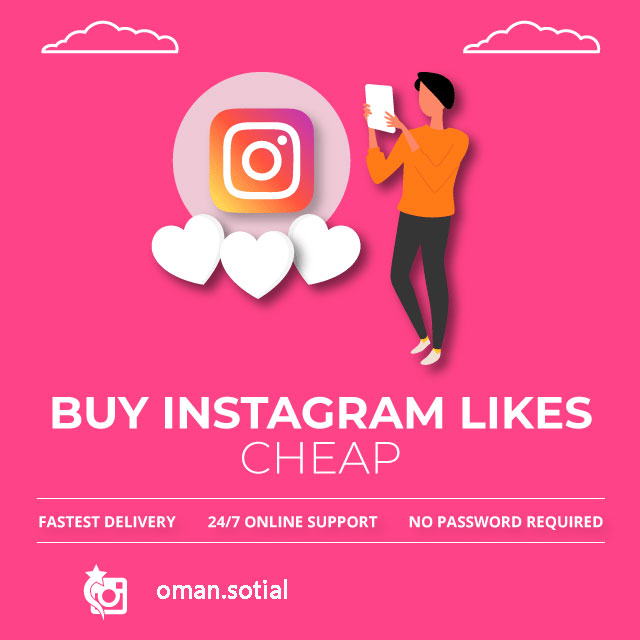 BUY INSTAGRAM LIKES
CHEAP
FASTEST DELIVERY 24/7 ONLINE SUPPORT NO PASSWORD REQUIRED
oman.sotial